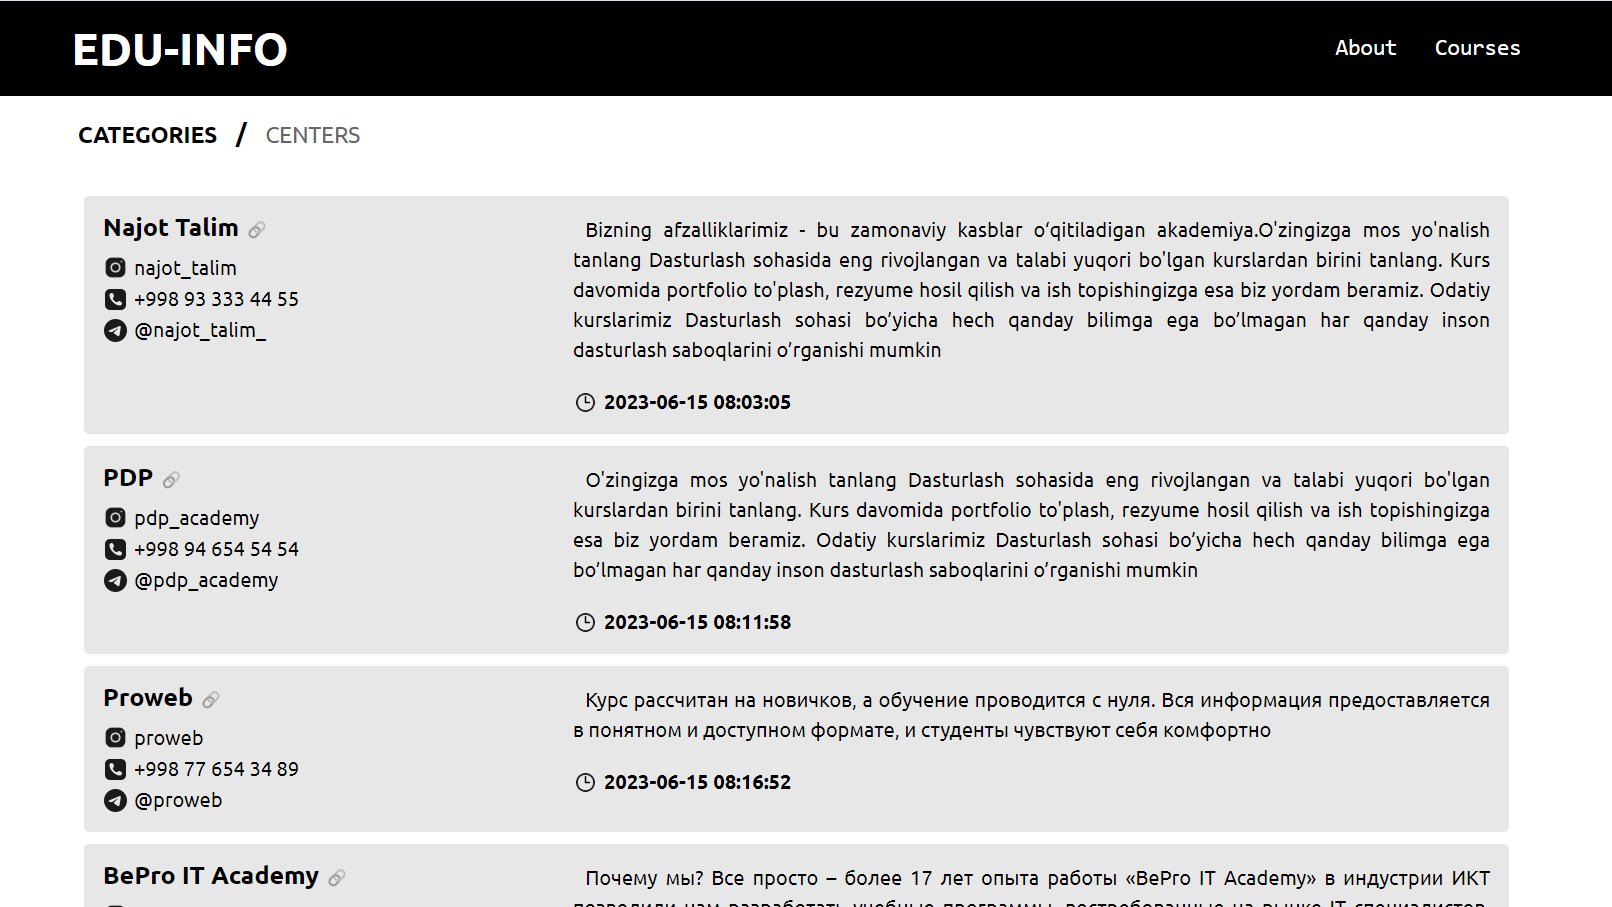 EDU-INFO
About Courses
CATEGORIES / CENTERS
Najot Talim
najot_talim
+998 93 333 44 55
@najot_talim_
Bizning afzalliklarimiz - bu zamonaviy kasblar o‘qitiladigan akademiya.O'zingizga mos yo'nalish
tanlang Dasturlash sohasida eng rivojlangan va talabi yuqori bo'lgan kurslardan birini tanlang. Kurs
davomida portfolio to'plash, rezyume hosil qilish va ish topishingizga esa biz yordam beramiz. Odatiy
kurslarimiz Dasturlash sohasi bo’yicha hech qanday bilimga ega bo’lmagan har qanday inson
dasturlash saboqlarini o’rganishi mumkin
2023-06-15 08:03:05
PDP
pdp_academy
+998 94 654 54 54
@pdp_academy
O'zingizga mos yo'nalish tanlang Dasturlash sohasida eng rivojlangan va talabi yuqori bo'lgan
kurslardan birini tanlang. Kurs davomida portfolio to'plash, rezyume hosil qilish va ish topishingizga
esa biz yordam beramiz. Odatiy kurslarimiz Dasturlash sohasi bo’yicha hech qanday bilimga ega
bo’lmagan har qanday inson dasturlash saboqlarini o’rganishi mumkin
2023-06-15 08:11:58
Proweb
proweb
+998 77 654 34 89
@proweb
Курс рассчитан на новичков, а обучение проводится с нуля. Вся информация предоставляется
в понятном и доступном формате, и студенты чувствуют себя комфортно
2023-06-15 08:16:52
BePro IT Academy
Почему мы? Все просто – более 17 лет опыта работы «BePro IT Academy» в индустрии ИКТ
позволили нам разработать учебные программы, востребованные на рынке IT специалистов.